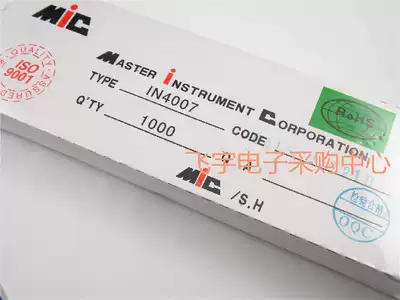 MiC
QUALITY ASSURED
ISO
9001
MASTER INSTRUMENT CORPORATION
TYPE IN4007
CODE
RoHS
Q'TY 1000
Q.A.
飞宇电子采购中心
MiC /S.H
检验合格
OQC